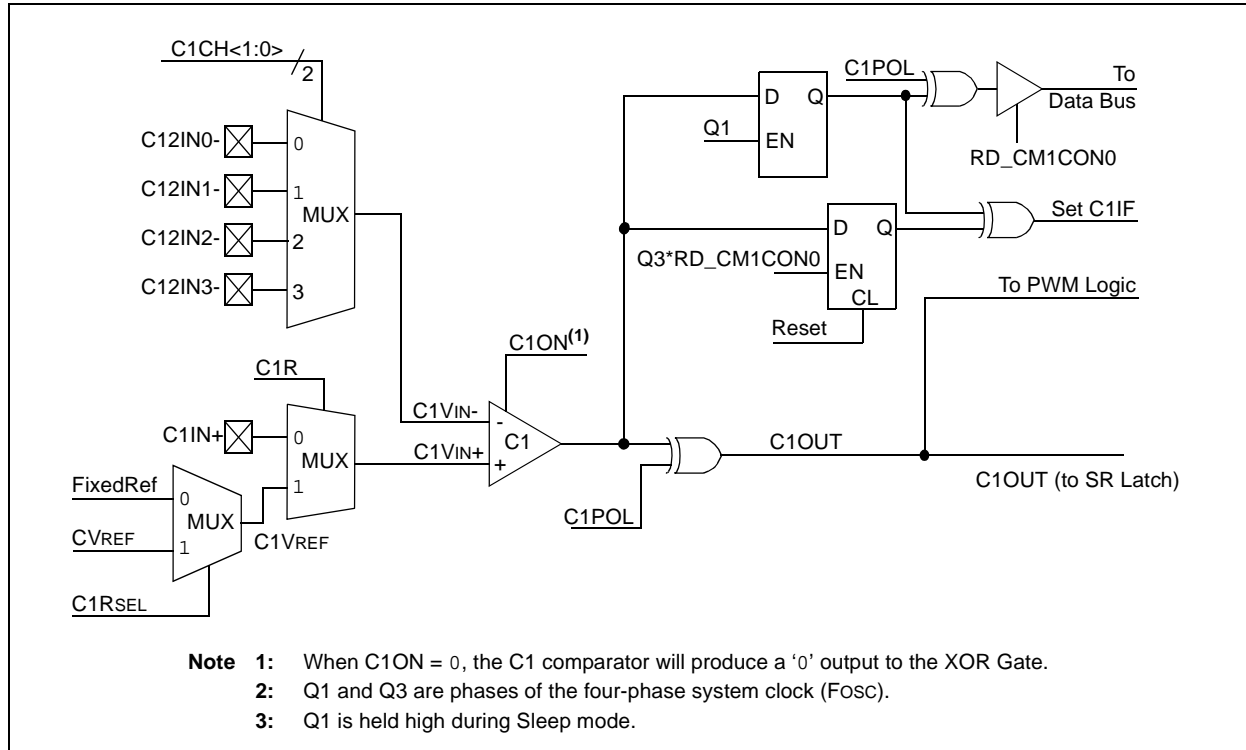 C1CH<1:0>
2
C12IN0-
0
C12IN1-
1
MUX
C12IN2-
2
C12IN3-
3
C1POL
To
Data Bus
D Q
Q1
EN
RD_CM1CON0
D Q
Set C1IF
Q3*RD_CM1CON0
EN
CL
Reset
To PWM Logic
C1ON(1)
C1R
C1VIN-
-
C1
C1IN+
0
MUX
C1VIN+
+
1
C1OUT
C1OUT (to SR Latch)
C1POL
FixedRef
0
MUX
CVREF
1
C1VREF
C1RSEL
Note 1: When C1ON = 0, the C1 comparator will produce a ‘0’ output to the XOR Gate.
2: Q1 and Q3 are phases of the four-phase system clock (FOSC).
3: Q1 is held high during Sleep mode.